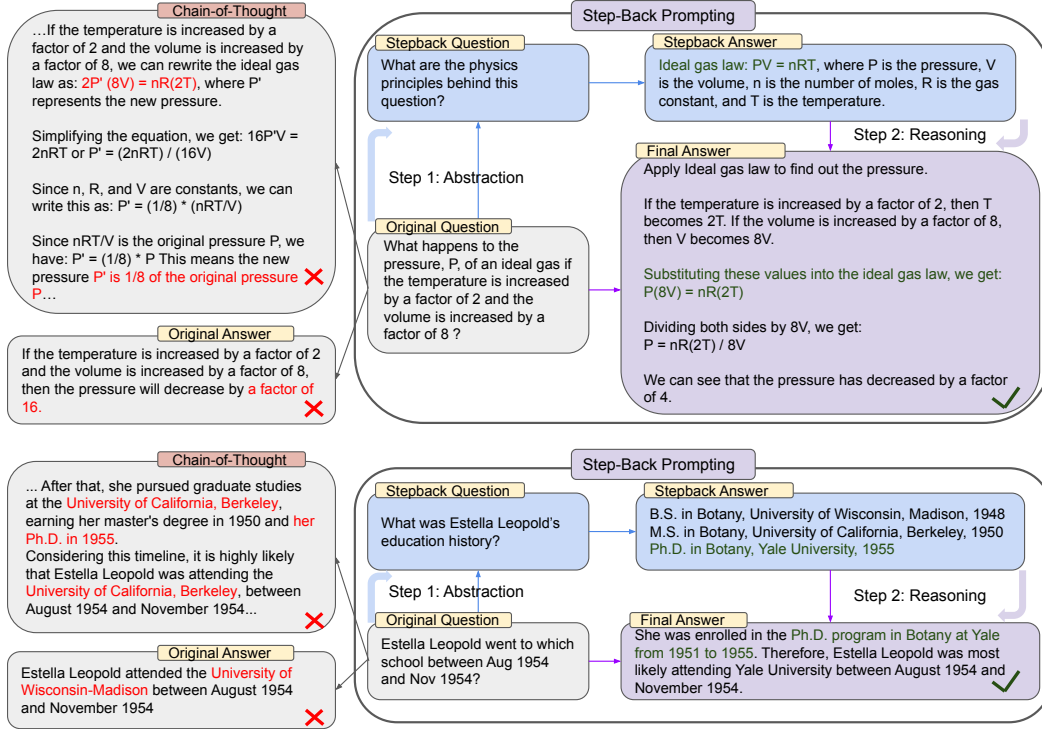 Chain-of-Thought
…If the temperature is increased by a
factor of 2 and the volume is increased by
a factor of 8, we can rewrite the ideal gas
law as: 2P' (8V) = nR(2T), where P'
represents the new pressure.
Simplifying the equation, we get: 16P'V =
2nRT or P' = (2nRT) / (16V)
Since n, R, and V are constants, we can
write this as: P' = (1/8) * (nRT/V)
Since nRT/V is the original pressure P, we
have: P' = (1/8) * P This means the new
pressure P' is 1/8 of the original pressure
P…
Original Answer
If the temperature is increased by a factor of 2
and the volume is increased by a factor of 8,
then the pressure will decrease by a factor of
16.
Step-Back Prompting
Stepback Question
What are the physics
principles behind this
question?
Stepback Answer
Ideal gas law: PV = nRT, where P is the pressure, V
is the volume, n is the number of moles, R is the gas
constant, and T is the temperature.
Step 1: Abstraction
Step 2: Reasoning
Original Question
What happens to the
pressure, P, of an ideal gas if
the temperature is increased
by a factor of 2 and the
volume is increased by a
factor of 8 ?
Final Answer
Apply Ideal gas law to find out the pressure.
If the temperature is increased by a factor of 2, then T
becomes 2T. If the volume is increased by a factor of 8,
then V becomes 8V.
Substituting these values into the ideal gas law, we get:
P(8V) = nR(2T)
Dividing both sides by 8V, we get:
P = nR(2T) / 8V
We can see that the pressure has decreased by a factor
of 4.
Chain-of-Thought
... After that, she pursued graduate studies
at the University of California, Berkeley,
earning her master's degree in 1950 and her
Ph.D. in 1955.
Considering this timeline, it is highly likely
that Estella Leopold was attending the
University of California, Berkeley, between
August 1954 and November 1954...
Original Answer
Estella Leopold attended the University of
Wisconsin-Madison between August 1954
and November 1954
Step-Back Prompting
Stepback Question
What was Estella Leopold's
education history?
Stepback Answer
B.S. in Botany, University of Wisconsin, Madison, 1948
M.S. in Botany, University of California, Berkeley, 1950
Ph.D. in Botany, Yale University, 1955
Step 1: Abstraction
Step 2: Reasoning
Original Question
Estella Leopold went to which
school between Aug 1954
and Nov 1954?
Final Answer
She was enrolled in the Ph.D. program in Botany at Yale
from 1951 to 1955. Therefore, Estella Leopold was most
likely attending Yale University between August 1954 and
November 1954.